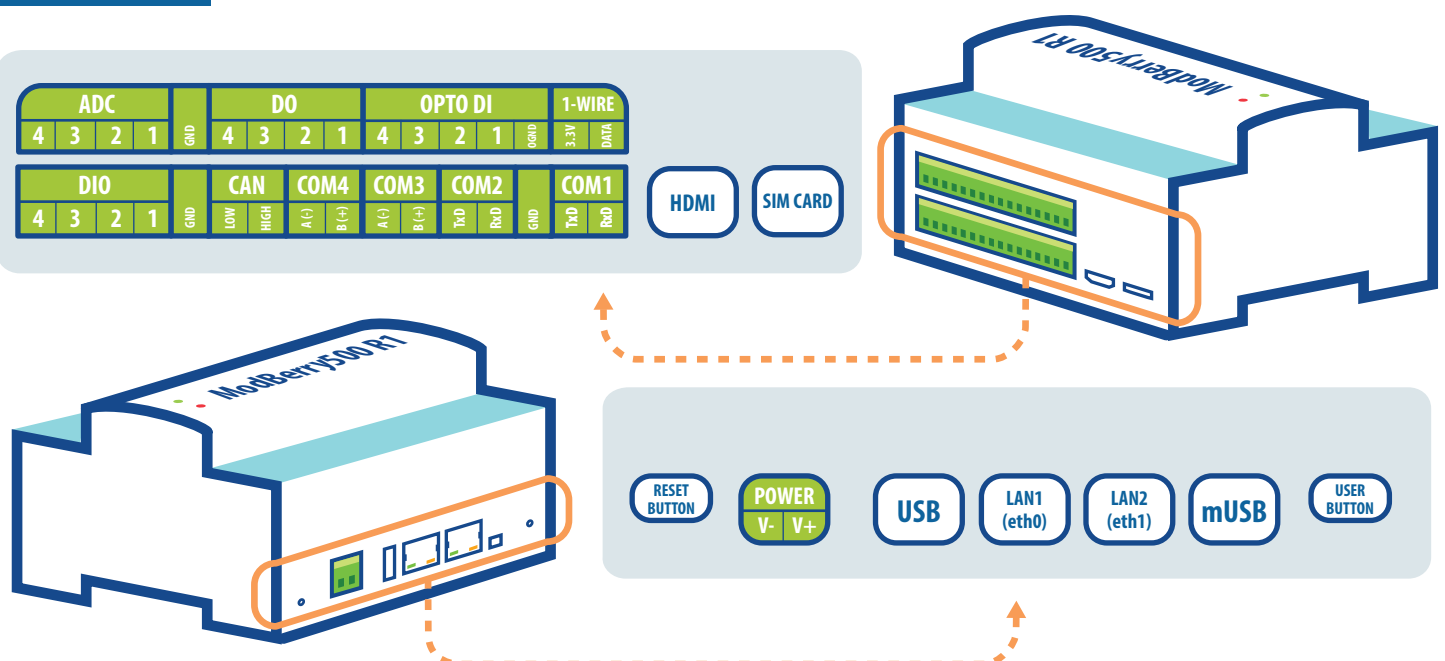 ModBerry500 R1
ADC DO OPTO DI 1-WIRE
4 3 2 1 GND 4 3 2 1 4 3 2 1 OGND 3.3V DATA
DIO CAN COM4 COM3 COM2 COM1
4 3 2 1 GND LOW HIGH A (-) B (+) A (-) B (+) TxD RxD GND TxD RxD
HDMI
SIM CARD
ModBerry500 R1
RESET
BUTTON
POWER
V- V+
USB
LAN1
(eth0)
LAN2
(eth1)
mUSB
USER
BUTTON